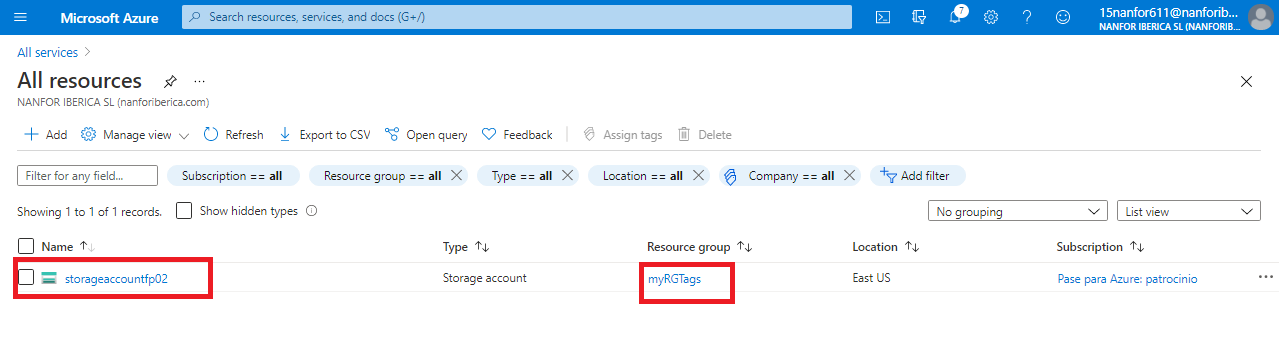 Microsoft Azure
Search resources, services, and docs (G+/)
7
15nanfor611@nanforib...
NANFOR IBERICA SL (NANFORIB...
All services
All resources
...
NANFOR IBERICA SL (nanforiberica.com)
Add
Manage view
Refresh
Export to CSV
Open query
Feedback
Assign tags
Delete
Filter for any field...
Subscription == all
Resource group == all
Type == all
Location == all
Company == all
Add filter
Showing 1 to 1 of 1 records.
Show hidden types
No grouping
List view
Name
Type
Resource group
Location
Subscription
storageaccountfp02
Storage account
myRGTags
East US
Pase para Azure: patrocinio
...